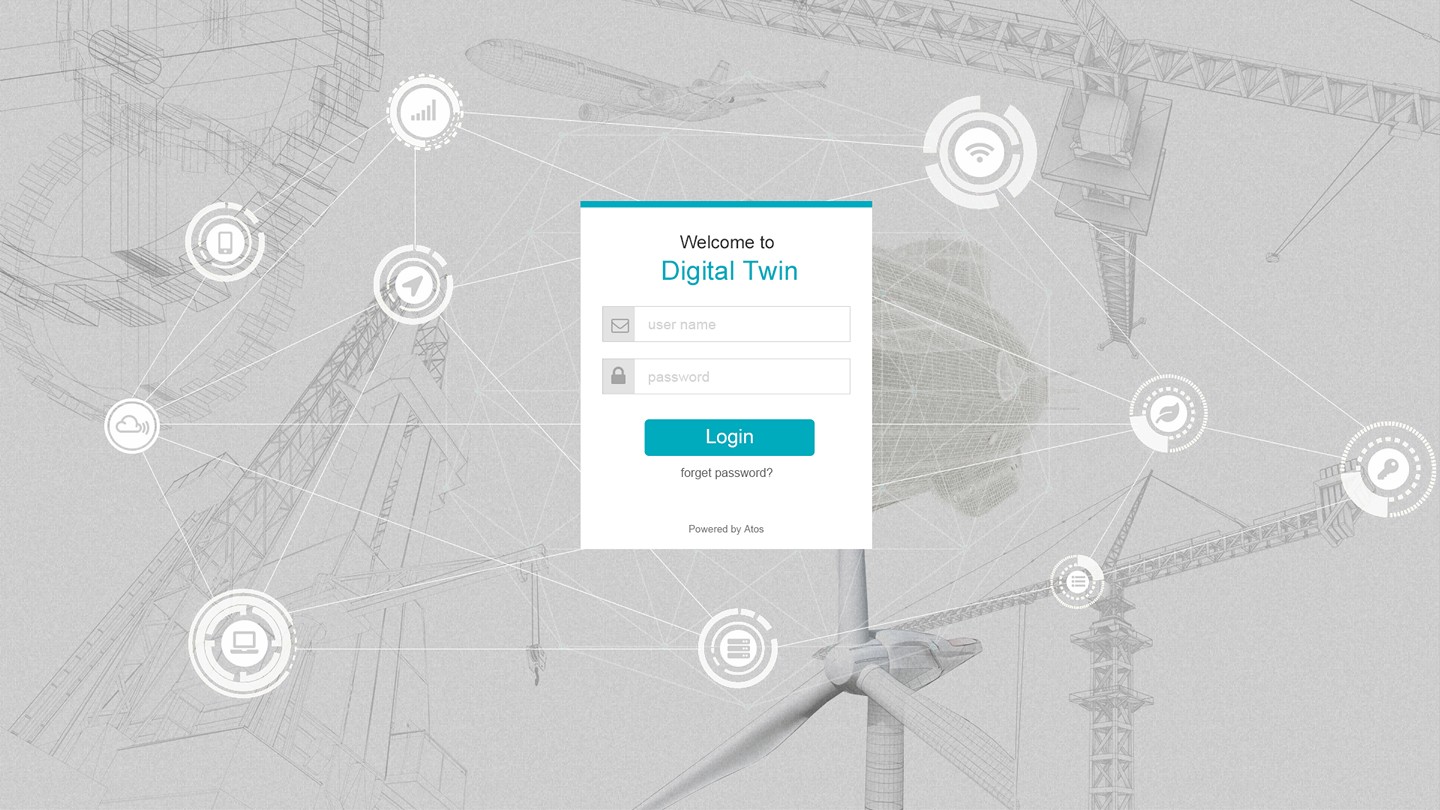 Welcome to
Digital Twin
user name
password
Login
forget password?
Powered by Atos